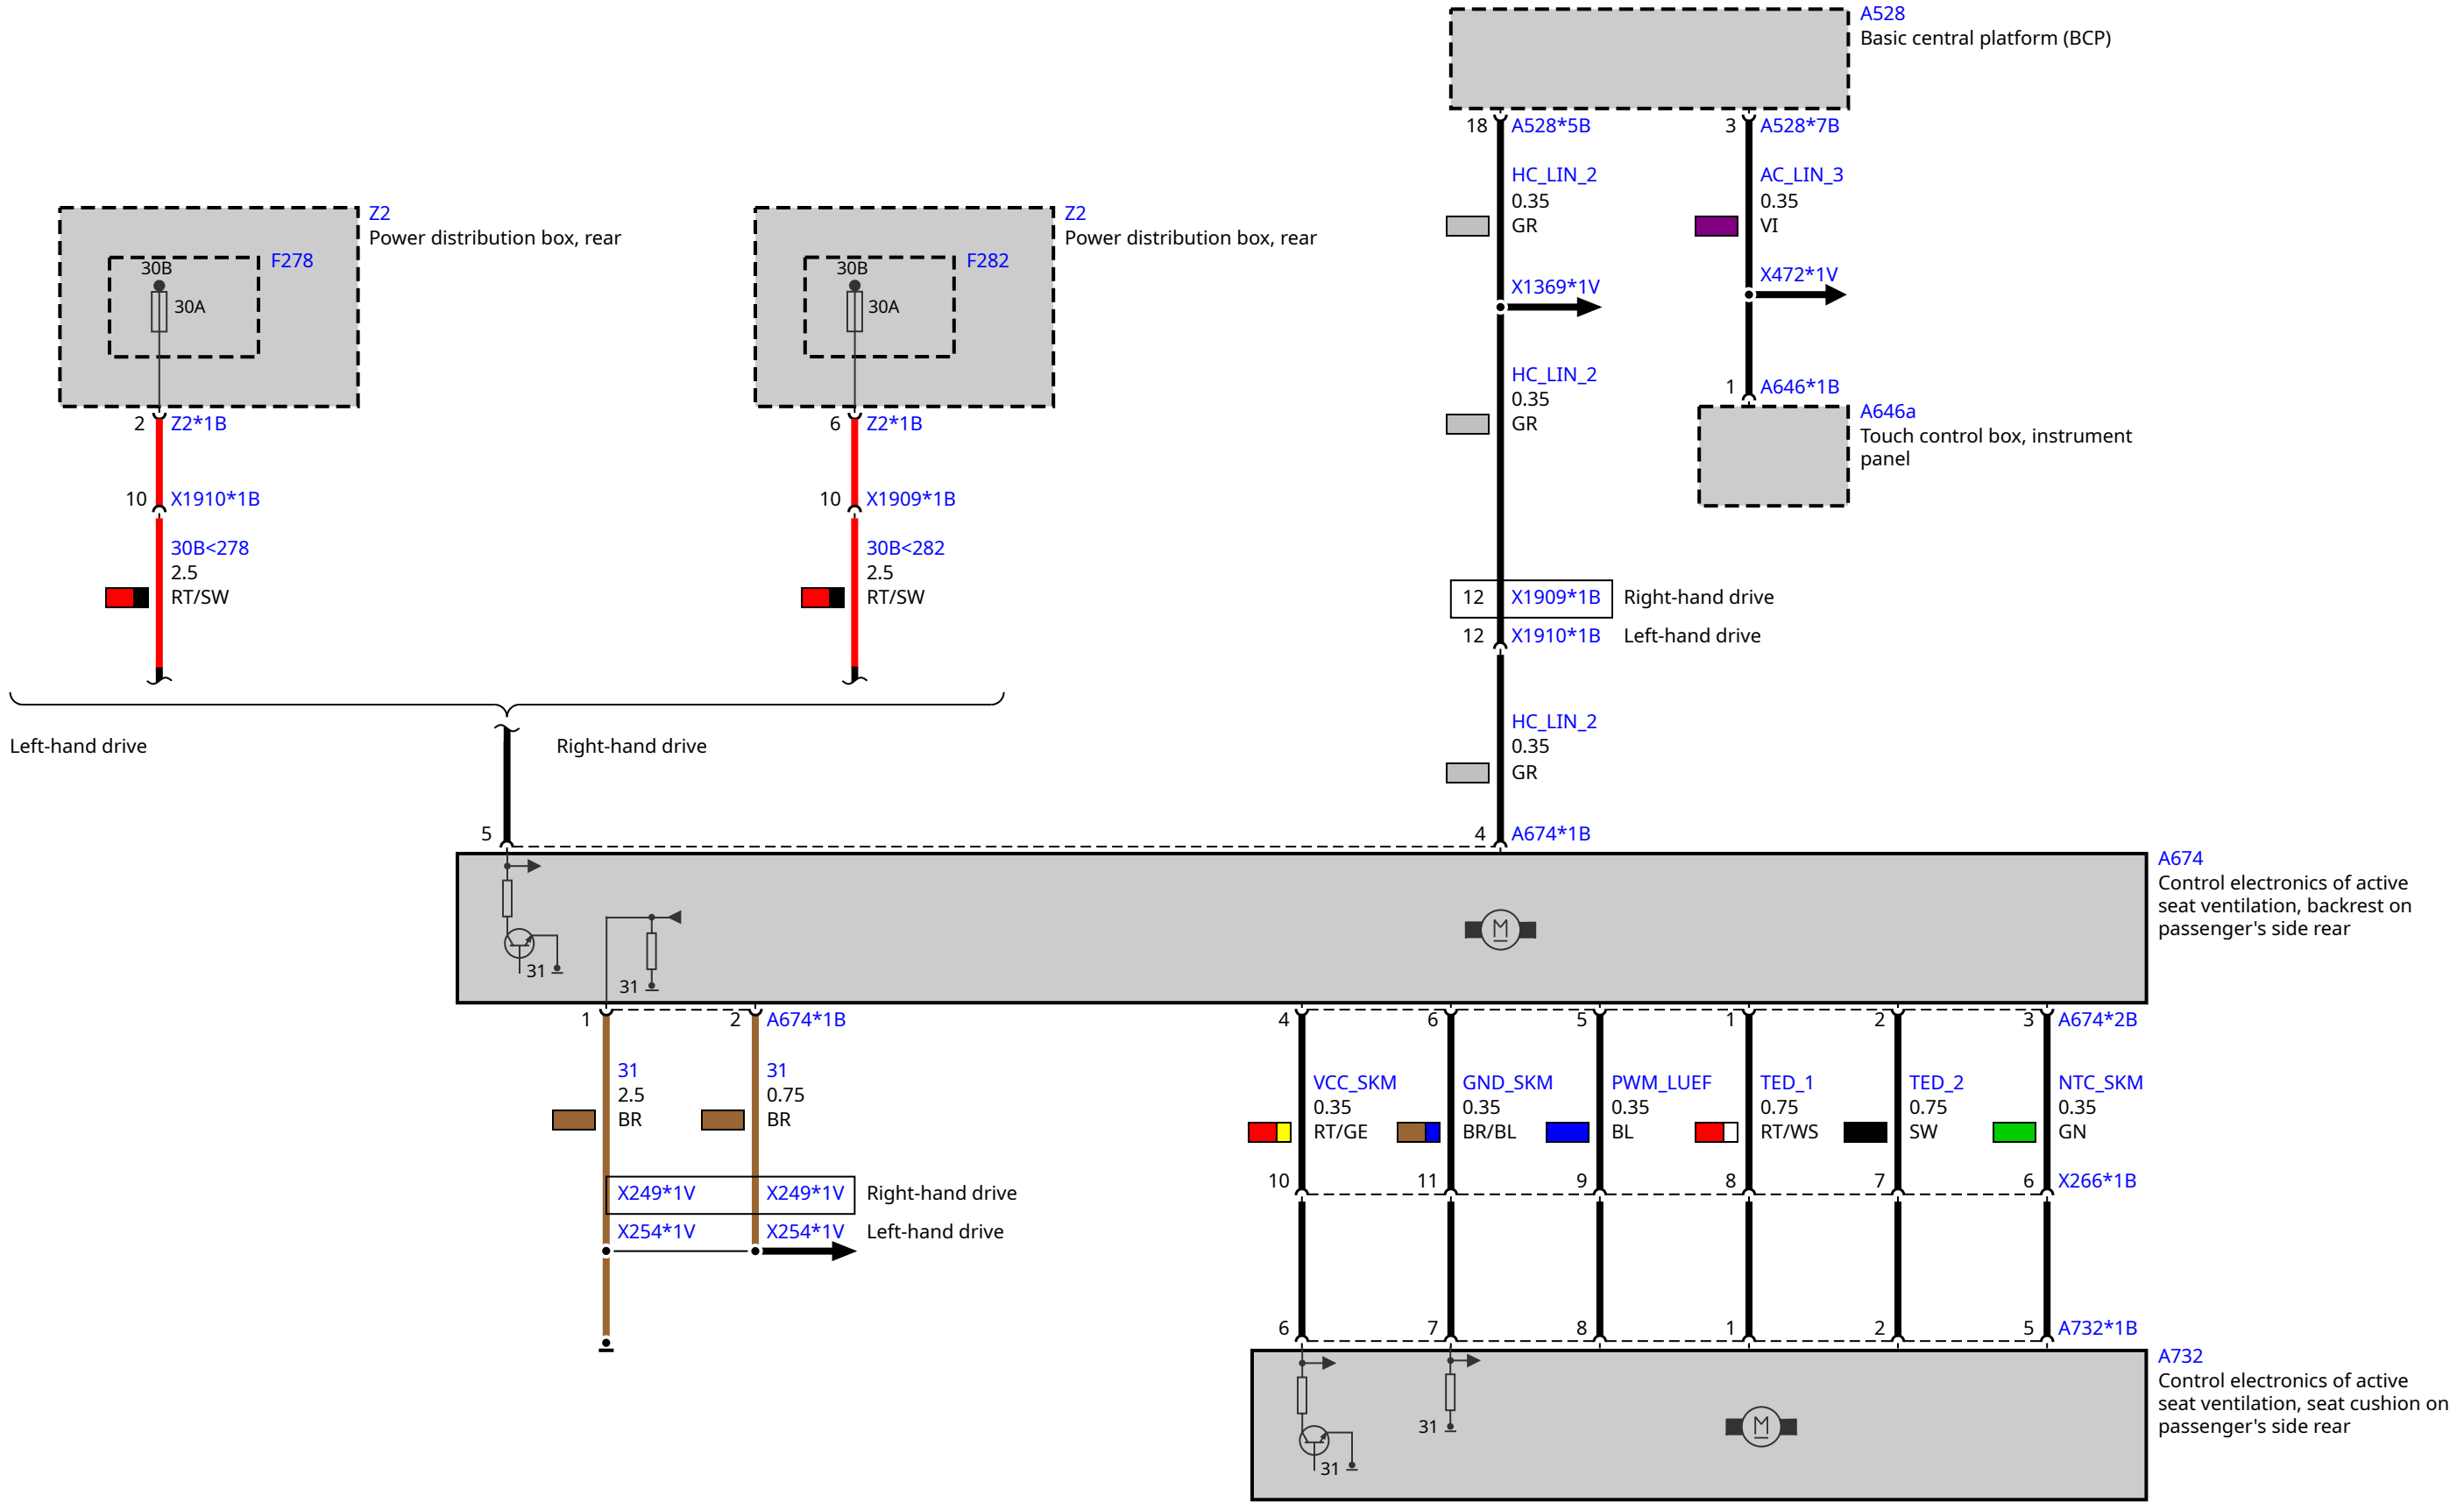 A528
Basic central platform (BCP)
18
A528*5B
3
A528*7B
HC_LIN_2
0.35
GR
AC_LIN_3
0.35
VI
Z2
Power distribution box, rear
F278
30B
30A
Z2
Power distribution box, rear
F282
30B
30A
X1369*1V
X472*1V
HC_LIN_2
0.35
GR
1
A646*1B
A646a
Touch control box, instrument
panel
2
Z2*1B
6
Z2*1B
10
X1910*1B
10
X1909*1B
30B<278
2.5
RT/SW
30B<282
2.5
RT/SW
12
X1909*1B
Right-hand drive
12
X1910*1B
Left-hand drive
Left-hand drive
Right-hand drive
HC_LIN_2
0.35
GR
5
4
A674*1B
A674
Control electronics of active
seat ventilation, backrest on
passenger's side rear
31
31
M
1
2
A674*1B
4
6
5
1
2
3
A674*2B
31
2.5
BR
31
0.75
BR
VCC_SKM
0.35
RT/GE
GND_SKM
0.35
BR/BL
PWM_LUEF
0.35
BL
TED_1
0.75
RT/WS
TED_2
0.75
SW
NTC_SKM
0.35
GN
X249*1V
X249*1V
Right-hand drive
X254*1V
X254*1V
Left-hand drive
10
11
9
8
7
6
X266*1B
6
7
8
1
2
5
A732*1B
A732
Control electronics of active
seat ventilation, seat cushion on
passenger's side rear
31
31
M